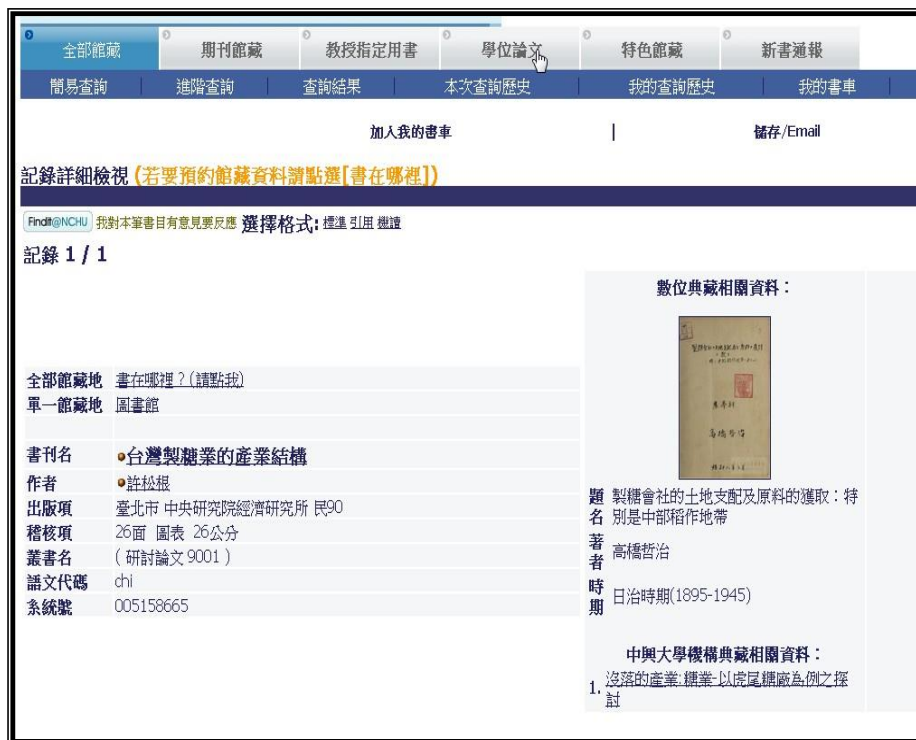 全部館藏 期刊館藏 教授指定用書 學位論文 特色館藏 新書通報
簡易查詢 進階查詢 查詢結果 本次查詢歷史 我的查詢歷史 我的書車
加入我的書車 | 儲存/Email
記錄詳細檢視 (若要預約館藏資料請點選[書在哪裡])
Findit@NCHU 我對本筆書目有意見要反應 選擇格式: 標準 引用 機讀
記錄 1 / 1
全部館藏地 書在哪裡?(請點我)
單一館藏地 圖書館
書刊名 台灣製糖業的產業結構
作者 許松根
出版項 臺北市 中央研究院經濟研究所 民90
稽核項 26面 圖表 26公分
叢書名 ( 研討論文 9001 )
語文代碼 chi
系統號 005158665
數位典藏相關資料：
高橋哲治
題名 製糖會社的土地支配及原料的獲取：特
別是中部稻作地帶
著者 高橋哲治
時期 日治時期(1895-1945)
中興大學機構典藏相關資料：
1. 沒落的產業:糖業-以虎尾糖廠為例之探
討